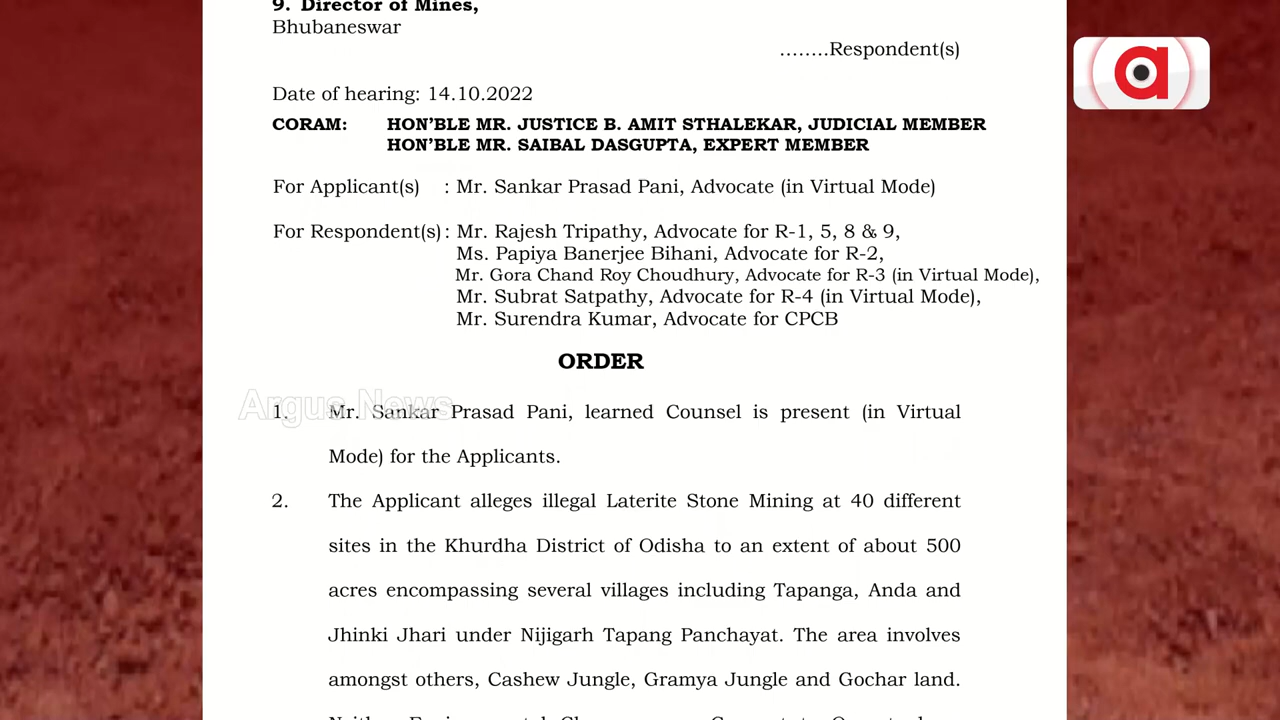 9. Director of Mines,
Bhubaneswar
........Respondent(s)
Date of hearing: 14.10.2022
CORAM: HON'BLE MR. JUSTICE B. AMIT STHALEKAR, JUDICIAL MEMBER
HON'BLE MR. SAIBAL DASGUPTA, EXPERT MEMBER
For Applicant(s) : Mr. Sankar Prasad Pani, Advocate (in Virtual Mode)
For Respondent(s) : Mr. Rajesh Tripathy, Advocate for R-1, 5, 8 & 9,
Ms. Papiya Banerjee Bihani, Advocate for R-2,
Mr. Gora Chand Roy Choudhury, Advocate for R-3 (in Virtual Mode),
Mr. Subrat Satpathy, Advocate for R-4 (in Virtual Mode),
Mr. Surendra Kumar, Advocate for CPCB
ORDER
Argus News
1. Mr. Sankar Prasad Pani, learned Counsel is present (in Virtual
Mode) for the Applicants.
2. The Applicant alleges illegal Laterite Stone Mining at 40 different
sites in the Khurdha District of Odisha to an extent of about 500
acres encompassing several villages including Tapanga, Anda and
Jhinki Jhari under Nijigarh Tapang Panchayat. The area involves
amongst others, Cashew Jungle, Gramya Jungle and Gochar land.
a